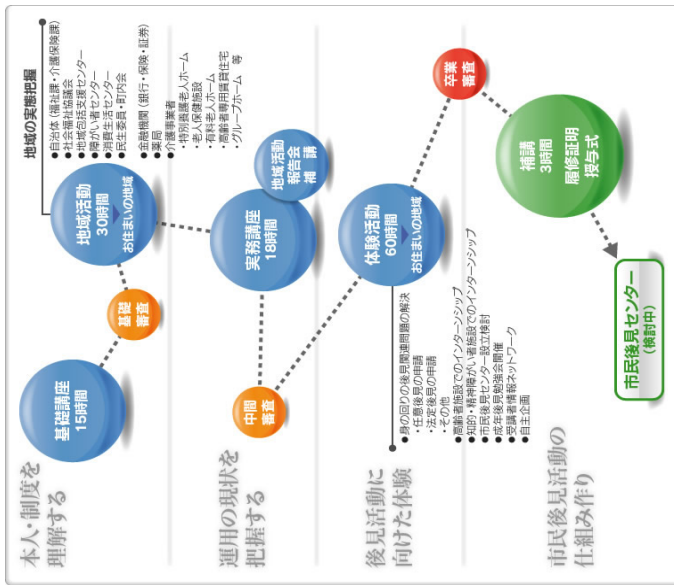 本人・制度を
理解する
基礎講座
15時間
基礎
審査
地域活動
30時間
お住まいの地域
地域の実態把握
●自治体（福祉課・介護保険課）
●社会福祉協議会
●地域包括支援センター
●障がい者センター
●消費生活センター
●民生委員・町内会
●金融機関（銀行・保険・証券）
●薬局
●介護事業者
・特別養護老人ホーム
・老人保健施設
・有料老人ホーム
・高齢者専用賃貸住宅
・グループホーム 等
運用の現状を
把握する
中間
審査
実務講座
18時間
地域活動
報告会
補講
後見活動に
向けた体験
体験活動
60時間
お住まいの地域
●身の回りの後見関連問題の解決
・任意後見の申請
・法定後見の申請
・その他
●高齢者施設でのインターンシップ
●知的・精神障がい者施設でのインターンシップ
●市民後見センター設立検討
●成年後見勉強会開催
●受講者情報ネットワーク
●自主企画
卒業
審査
市民後見活動の
仕組み作り
補講
3時間
履修証明
授与式
市民後見センター
（検討中）